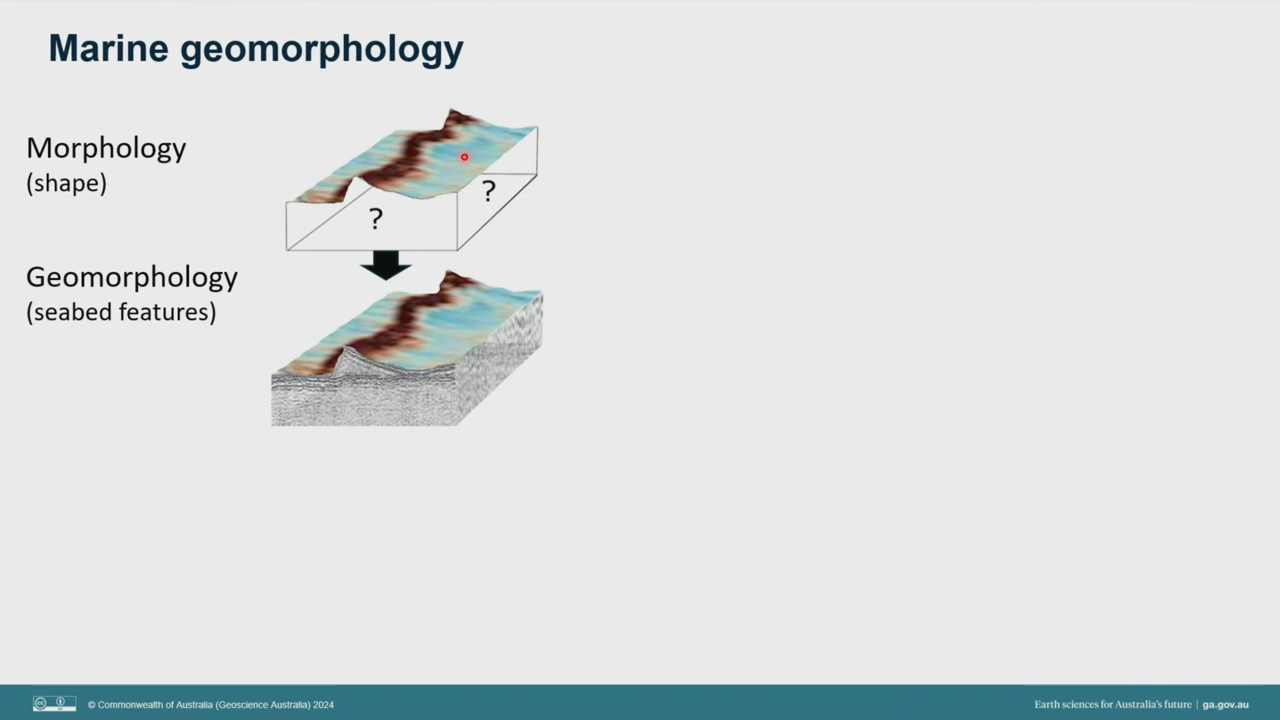 Marine geomorphology
Morphology
(shape)
?
?
Geomorphology
(seabed features)
© Commonwealth of Australia (Geoscience Australia) 2024
Earth sciences for Australia's future | ga.gov.au